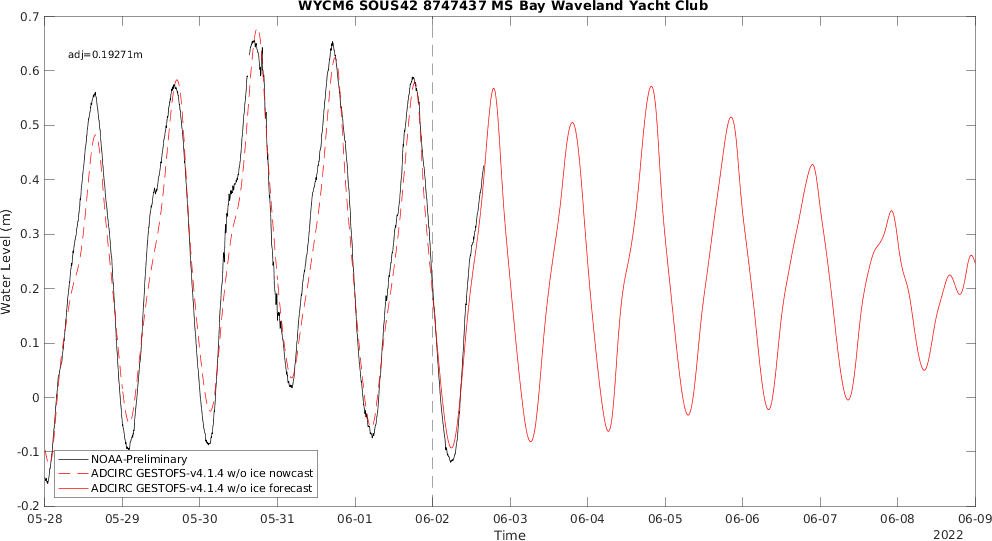 WYCM6 SOUS42 8747437 MS Bay Waveland Yacht Club
adj=0.19271m
Water Level (m)
0.7
0.6
0.5
0.4
0.3
0.2
0.1
0
-0.1
-0.2
NOAA-Preliminary
ADCIRC GESTOFS-v4.1.4 w/o ice nowcast
ADCIRC GESTOFS-v4.1.4 w/o ice forecast
05-28 05-29 05-30 05-31 06-01 06-02 06-03 06-04 06-05 06-06 06-07 06-08 06-09
Time
2022